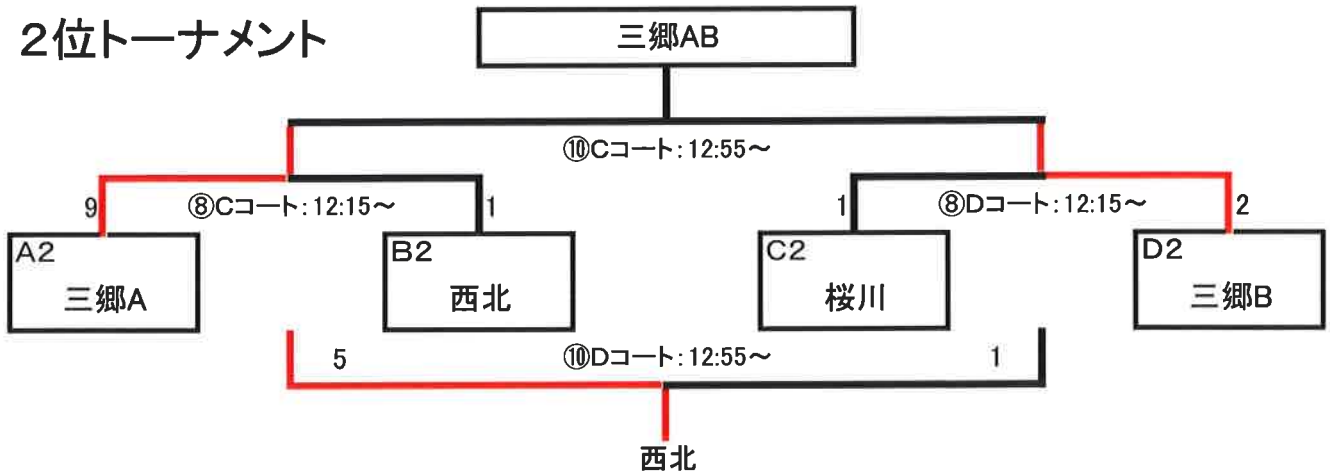 2位トーナメント
三郷AB
⑩Cコート：12:55～
9
⑧Cコート：12:15～
1
1
⑧Dコート：12:15～
2
A2
三郷A
B2
西北
C2
桜川
D2
三郷B
5
⑩Dコート：12:55～
1
西北